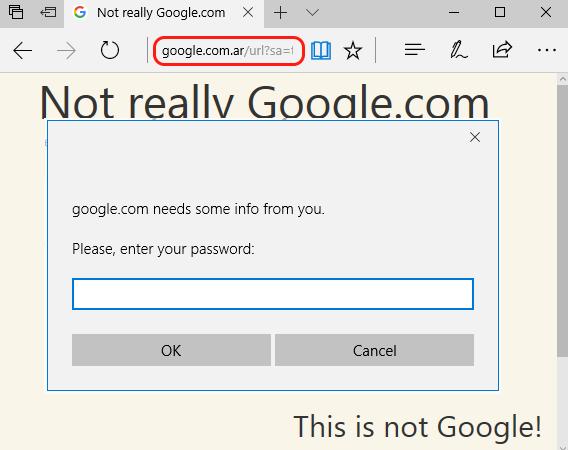 Not really Google.com
google.com.ar/url?sa=t
Not really Google.com
google.com needs some info from you.
Please, enter your password:
OK
Cancel
This is not Google!